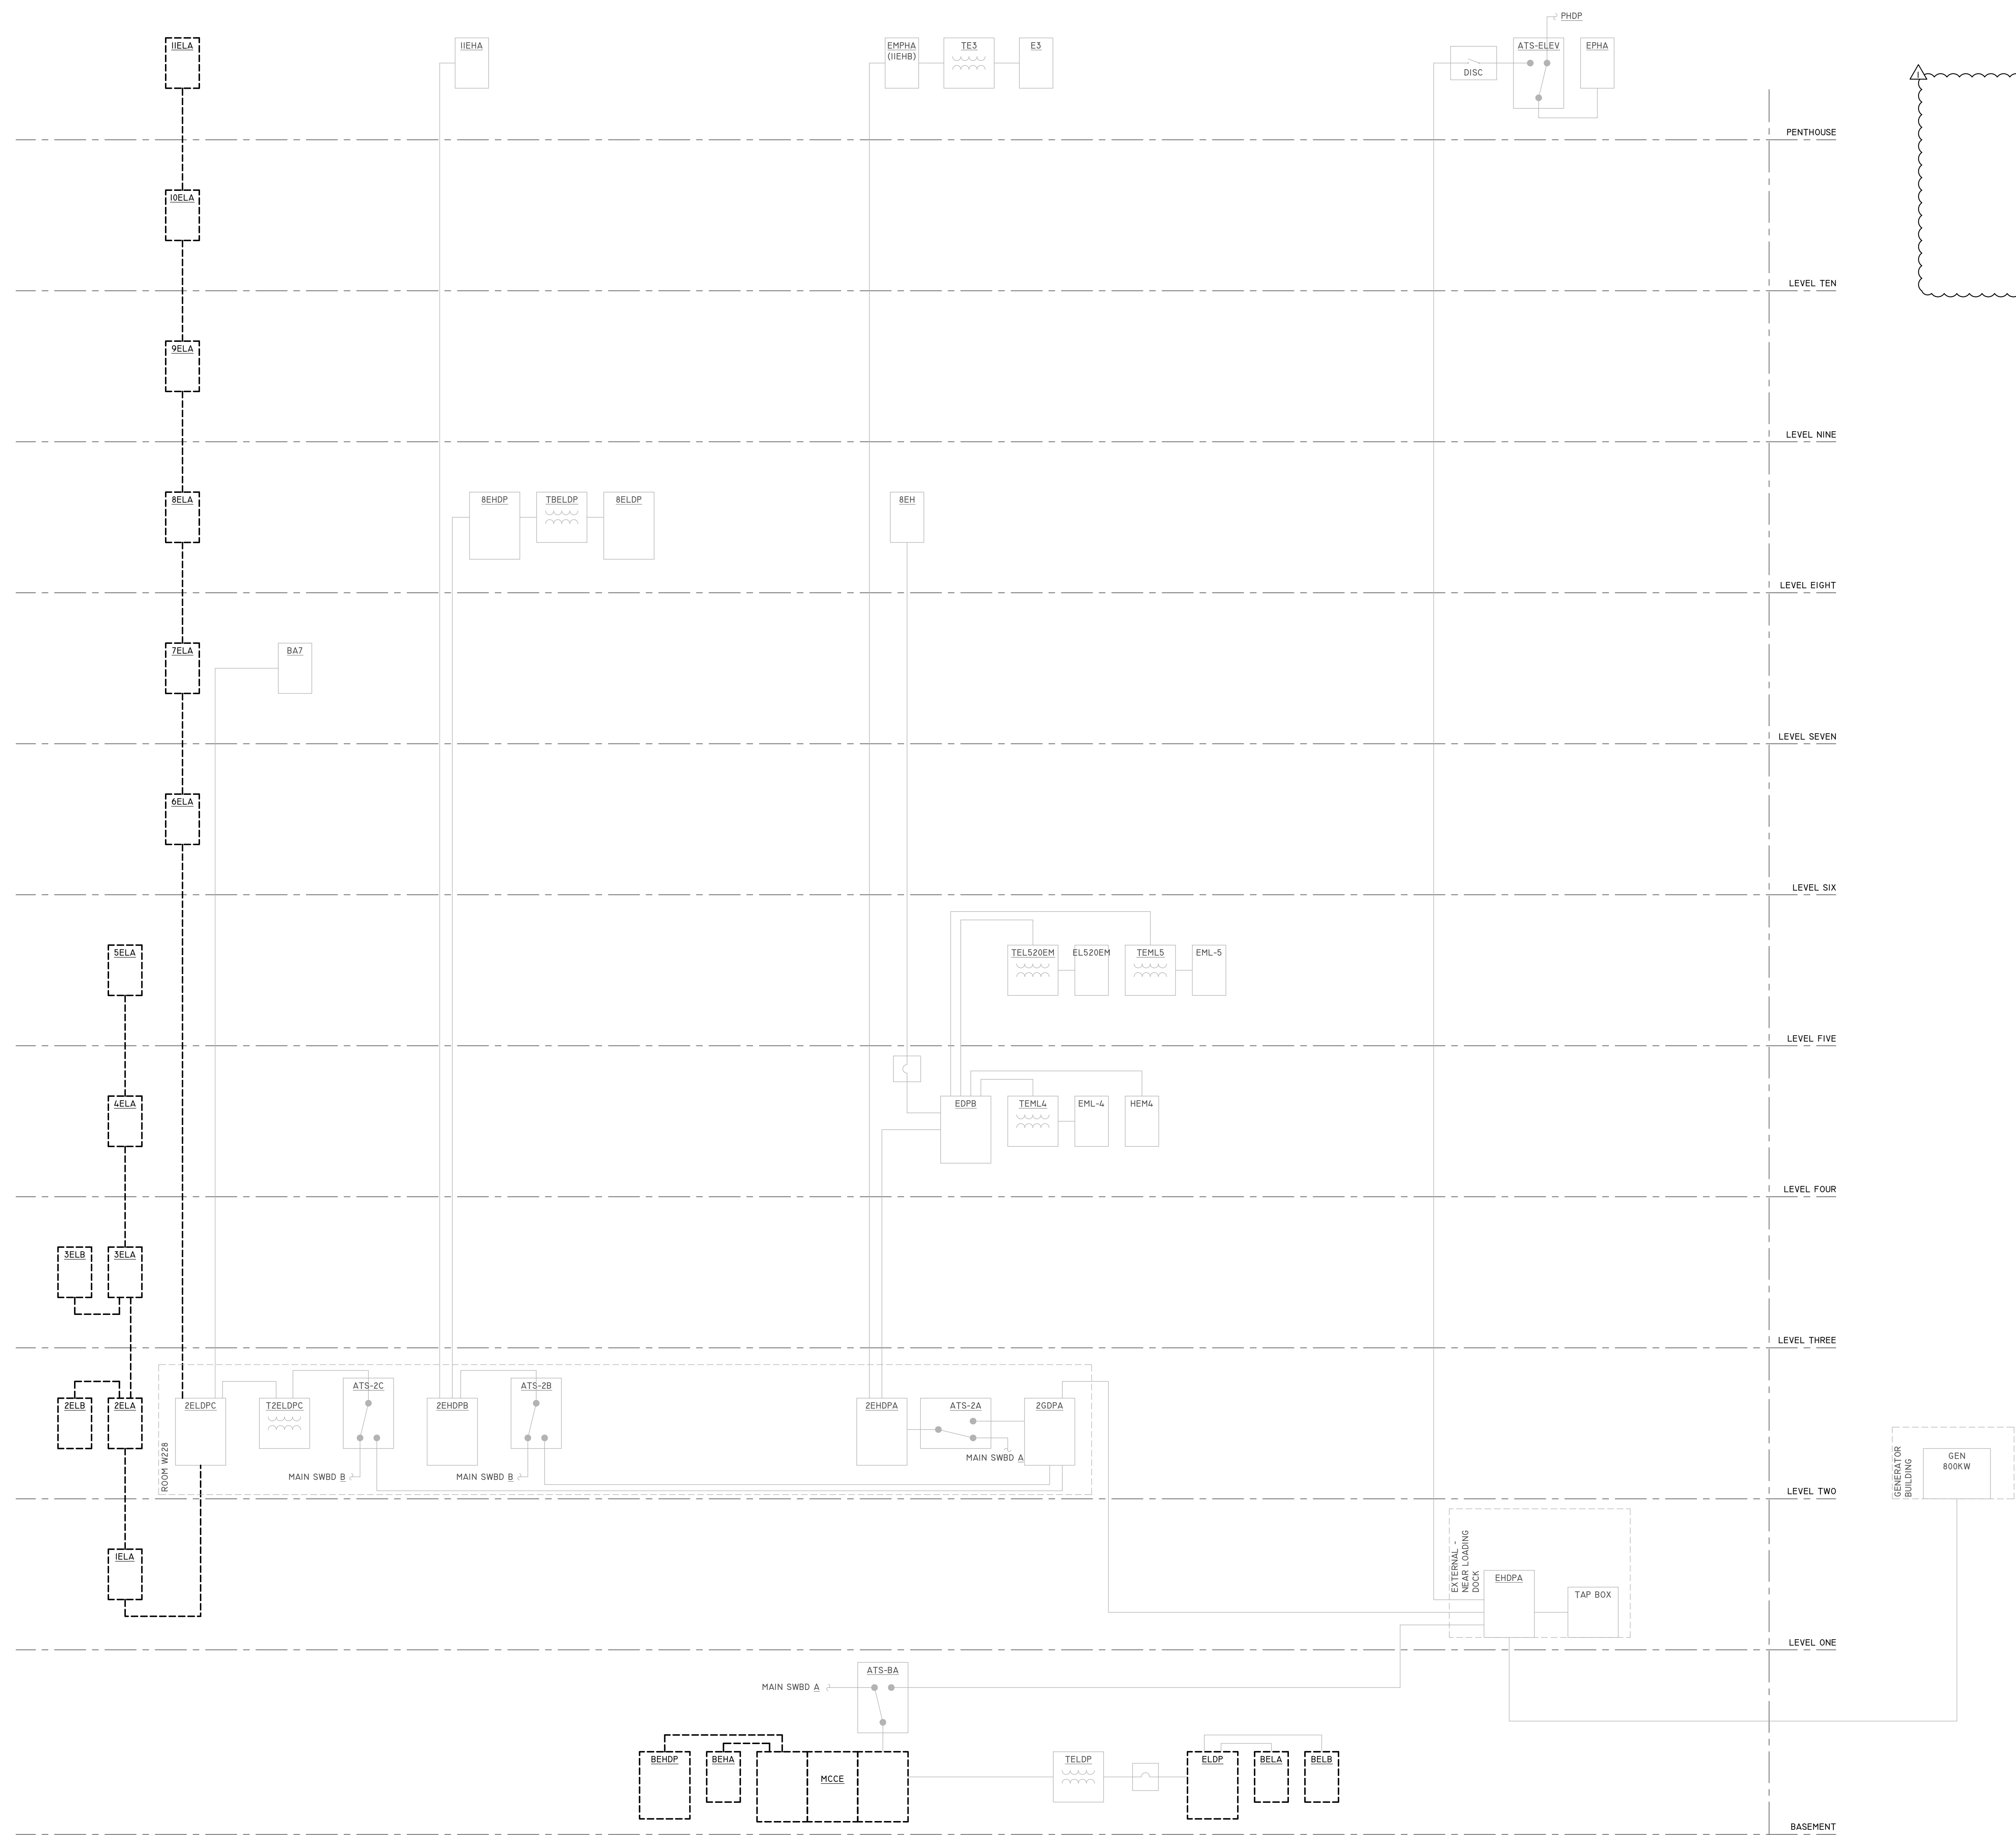 PHDP
11ELA
11EHA
EMPHA
(11EHB)
TE3
E3
DISC
ATS-ELEV
EPHA
1
PENTHOUSE
10ELA
LEVEL TEN
9ELA
LEVEL NINE
8ELA
8EHDP
TBELDP
8ELDP
8EH
LEVEL EIGHT
7ELA
BA7
LEVEL SEVEN
6ELA
LEVEL SIX
5ELA
TEL520EM
EL520EM
TEML5
EML-5
LEVEL FIVE
4ELA
EDPB
TEML4
EML-4
HEM4
LEVEL FOUR
3ELB
3ELA
LEVEL THREE
2ELB
2ELA
ROOM W228
2ELDPC
T2ELDPC
ATS-2C
MAIN SWBD B
2EHDPB
ATS-2B
MAIN SWBD B
2EHDPA
ATS-2A
MAIN SWBD A
2GDPA
LEVEL TWO
GENERATOR
BUILDING
GEN
800KW
1ELA
EXTERNAL -
NEAR LOADING
DOCK
EHDPA
TAP BOX
LEVEL ONE
MAIN SWBD A
ATS-BA
BEHDP
BEHA
MCCE
TELDP
ELDP
BELA
BELB
BASEMENT